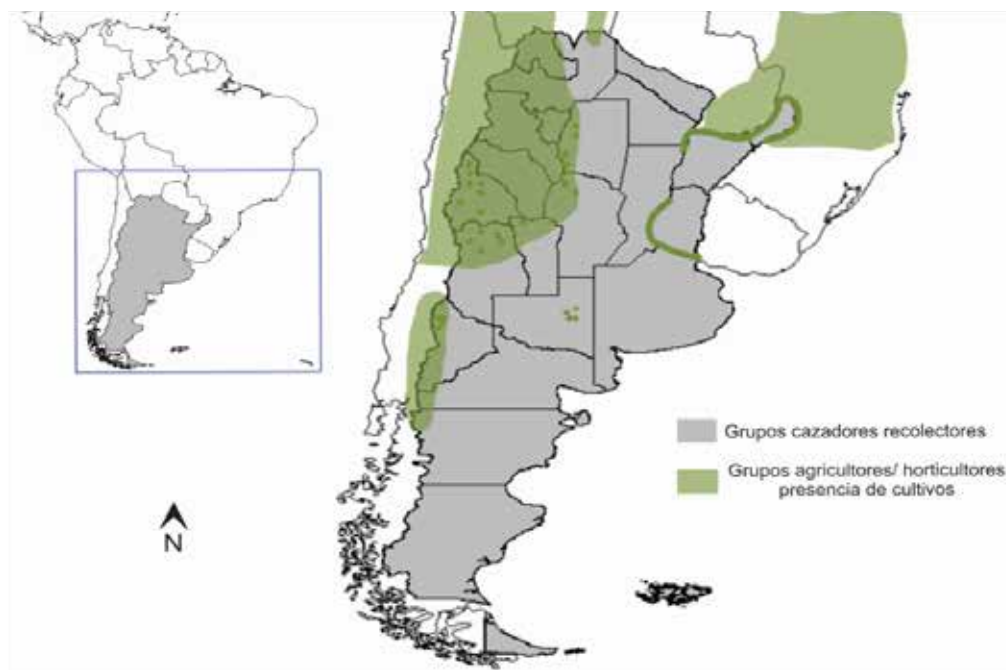 Grupos cazadores recolectores
Grupos agricultores/ horticultores
presencia de cultivos
N